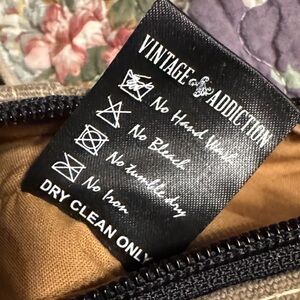 VINTAGE ADDICTION
No Hand Wash
No Bleach
No tumble dry
No Iron
DRY CLEAN ONLY